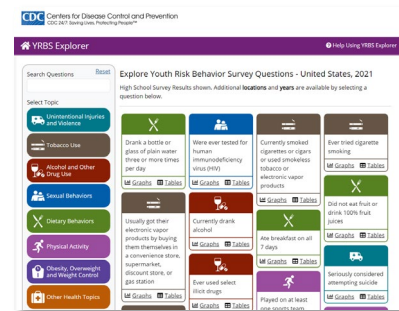 CDC Centers for Disease Control and Prevention
CDC 24/7: Saving Lives, Protecting People™
YRBS Explorer
Help Using YRBS Explorer
Search Questions
Reset
Select Topic
Unintentional Injuries
and Violence
Tobacco Use
Alcohol and Other
Drug Use
Sexual Behaviors
Dietary Behaviors
Physical Activity
Obesity, Overweight
and Weight Control
Other Health Topics
Explore Youth Risk Behavior Survey Questions - United States, 2021
High School Survey Results shown. Additional locations and years are available by selecting a
question below.
Drank a bottle or
glass of plain water
three or more times
per day
Graphs Tables
Usually got their
electronic vapor
products by buying
them themselves in
a convenience store,
supermarket,
discount store, or
gas station
Graphs Tables
Were ever tested for
human
immunodeficiency
virus (HIV)
Graphs Tables
Currently drank
alcohol
Graphs Tables
Ever used select
illicit drugs
Graphs Tables
Currently smoked
cigarettes or cigars
or used smokeless
tobacco or
electronic vapor
products
Graphs Tables
Ate breakfast on all
7 days
Graphs Tables
Played on at least
one sports team
Ever tried cigarette
smoking
Graphs Tables
Did not eat fruit or
drink 100% fruit
juices
Graphs Tables
Seriously considered
attempting suicide
Graphs Tables